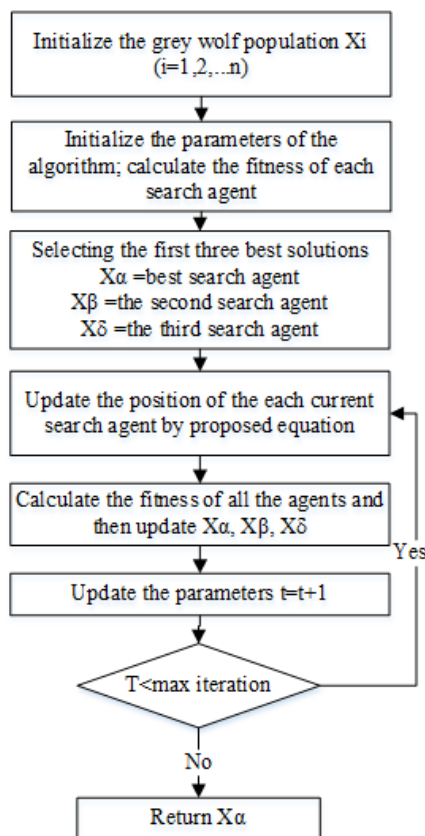 Initialize the grey wolf population Xi
(i=1,2,...n)
Initialize the parameters of the
algorithm; calculate the fitness of each
search agent
Selecting the first three best solutions
Xα =best search agent
Xβ =the second search agent
Xδ =the third search agent
Update the position of the each current
search agent by proposed equation
Calculate the fitness of all the agents and
then update Xα, Xβ, Xδ
Yes
Update the parameters t=t+1
T<max iteration
No
Return Xα